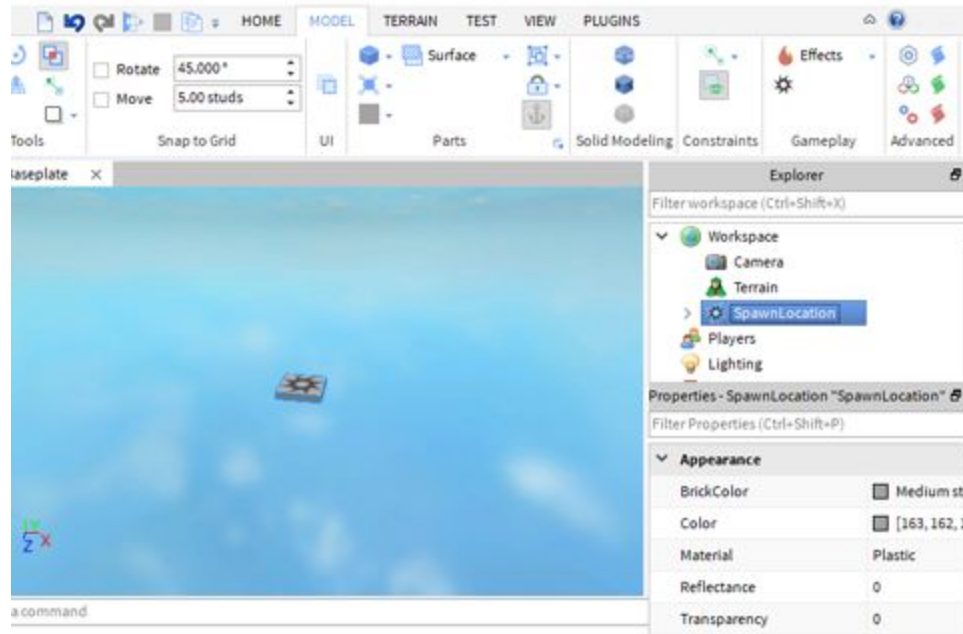 HOME MODEL TERRAIN TEST VIEW PLUGINS
Rotate 45.000°
Surface
Effects
Move 5.00 studs
Tools Snap to Grid UI Parts Solid Modeling Constraints Gameplay Advanced
Baseplate ×
Explorer
Filter workspace (Ctrl+Shift+X)
Workspace
Camera
Terrain
SpawnLocation
Players
Lighting
Properties - SpawnLocation "SpawnLocation"
Filter Properties (Ctrl+Shift+P)
Appearance
BrickColor Medium st
Color [163, 162, 1
Material Plastic
Reflectance 0
Transparency 0
Y
Z X
a command